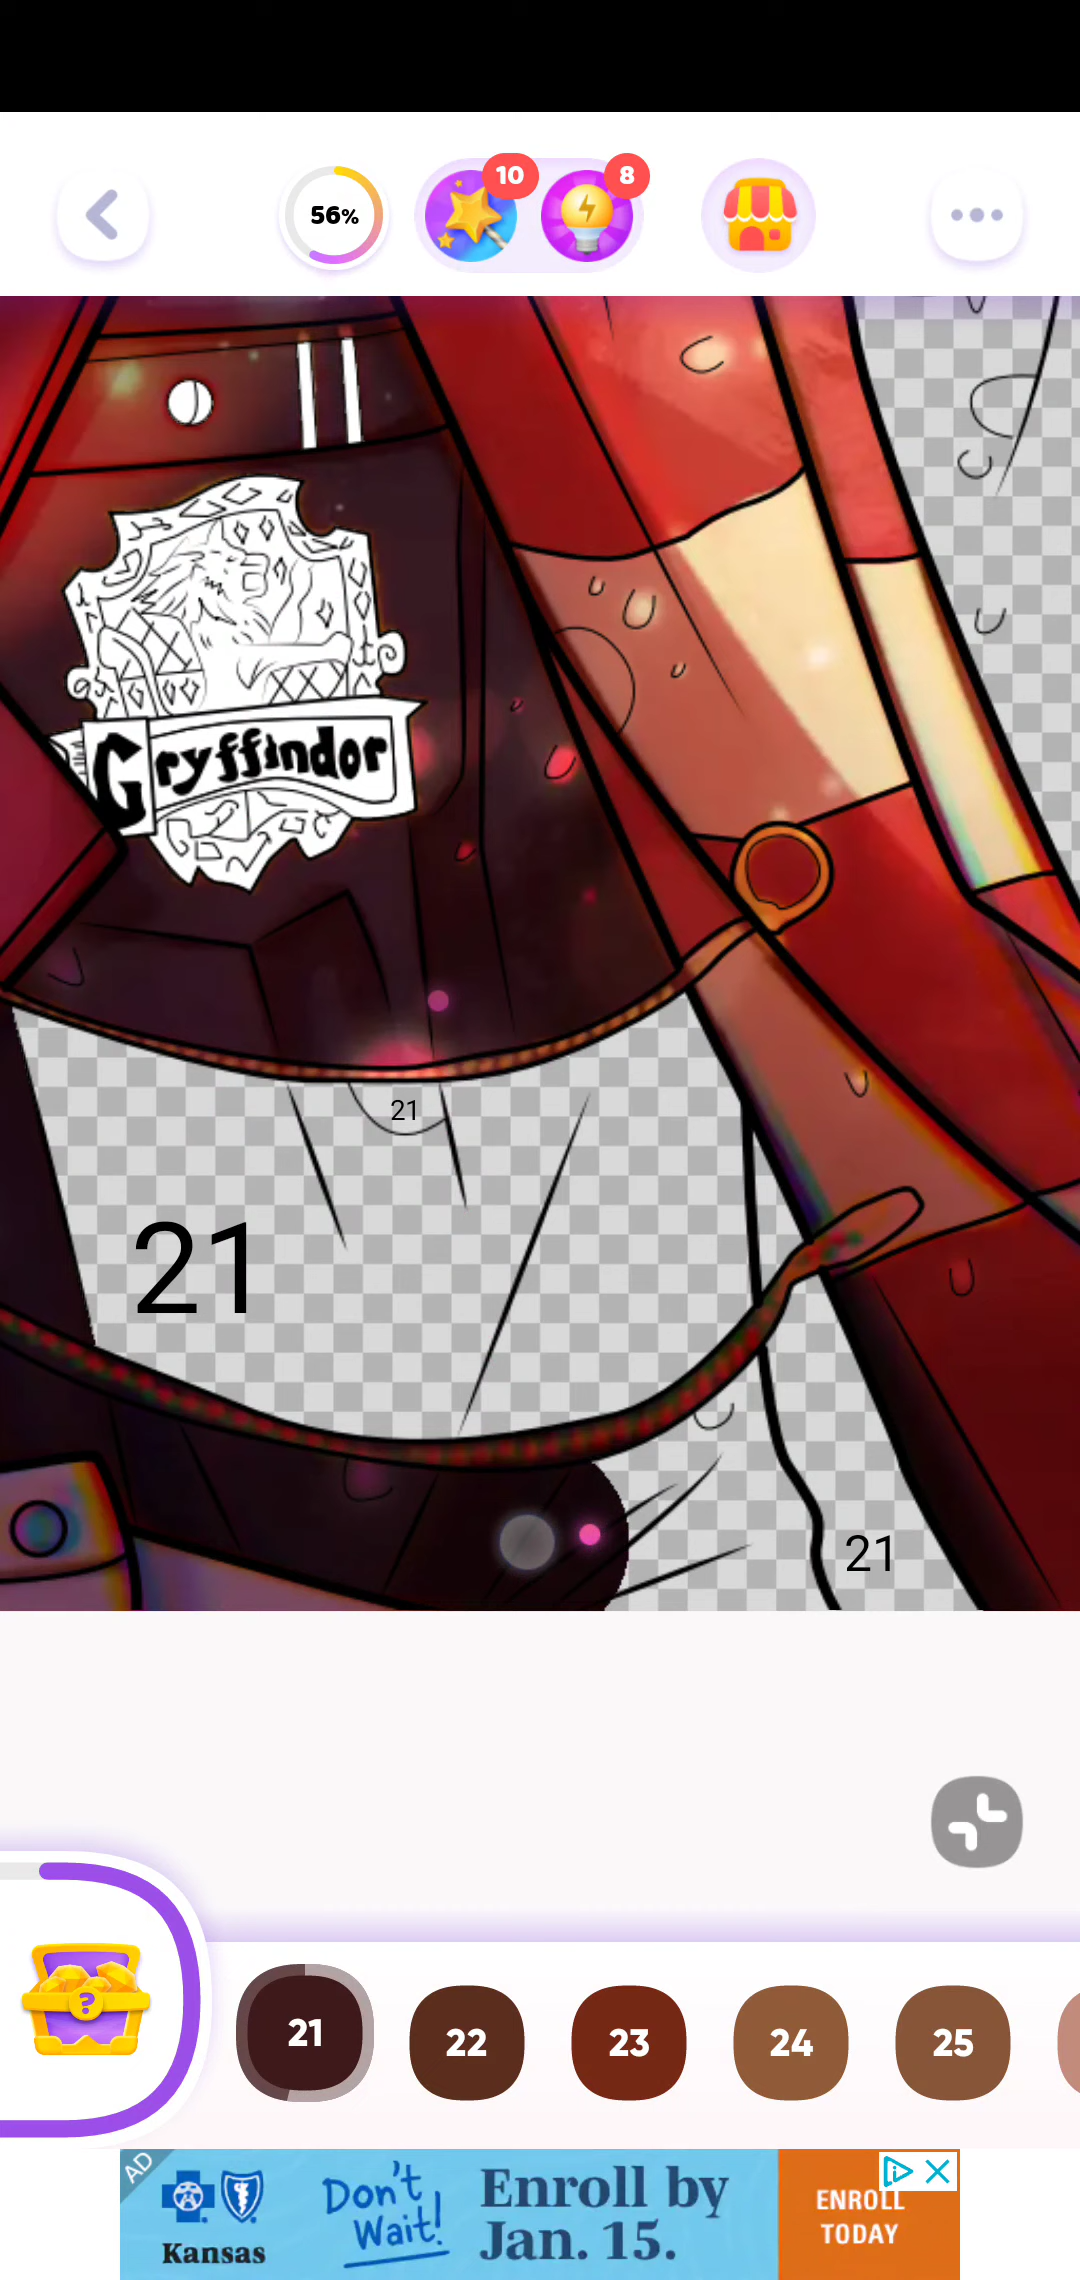 56%
10
8
Gryffindor
21
21
21
21
22
23
24
25
?
AD
Kansas
Don't
Wait!
Enroll by
Jan. 15.
ENROLL
TODAY